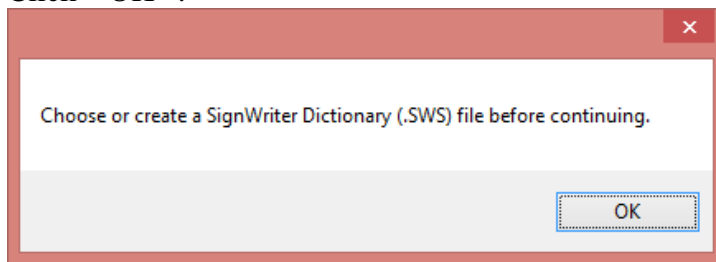 Click "OK".
Choose or create a SignWriter Dictionary (.SWS) file before continuing.
OK